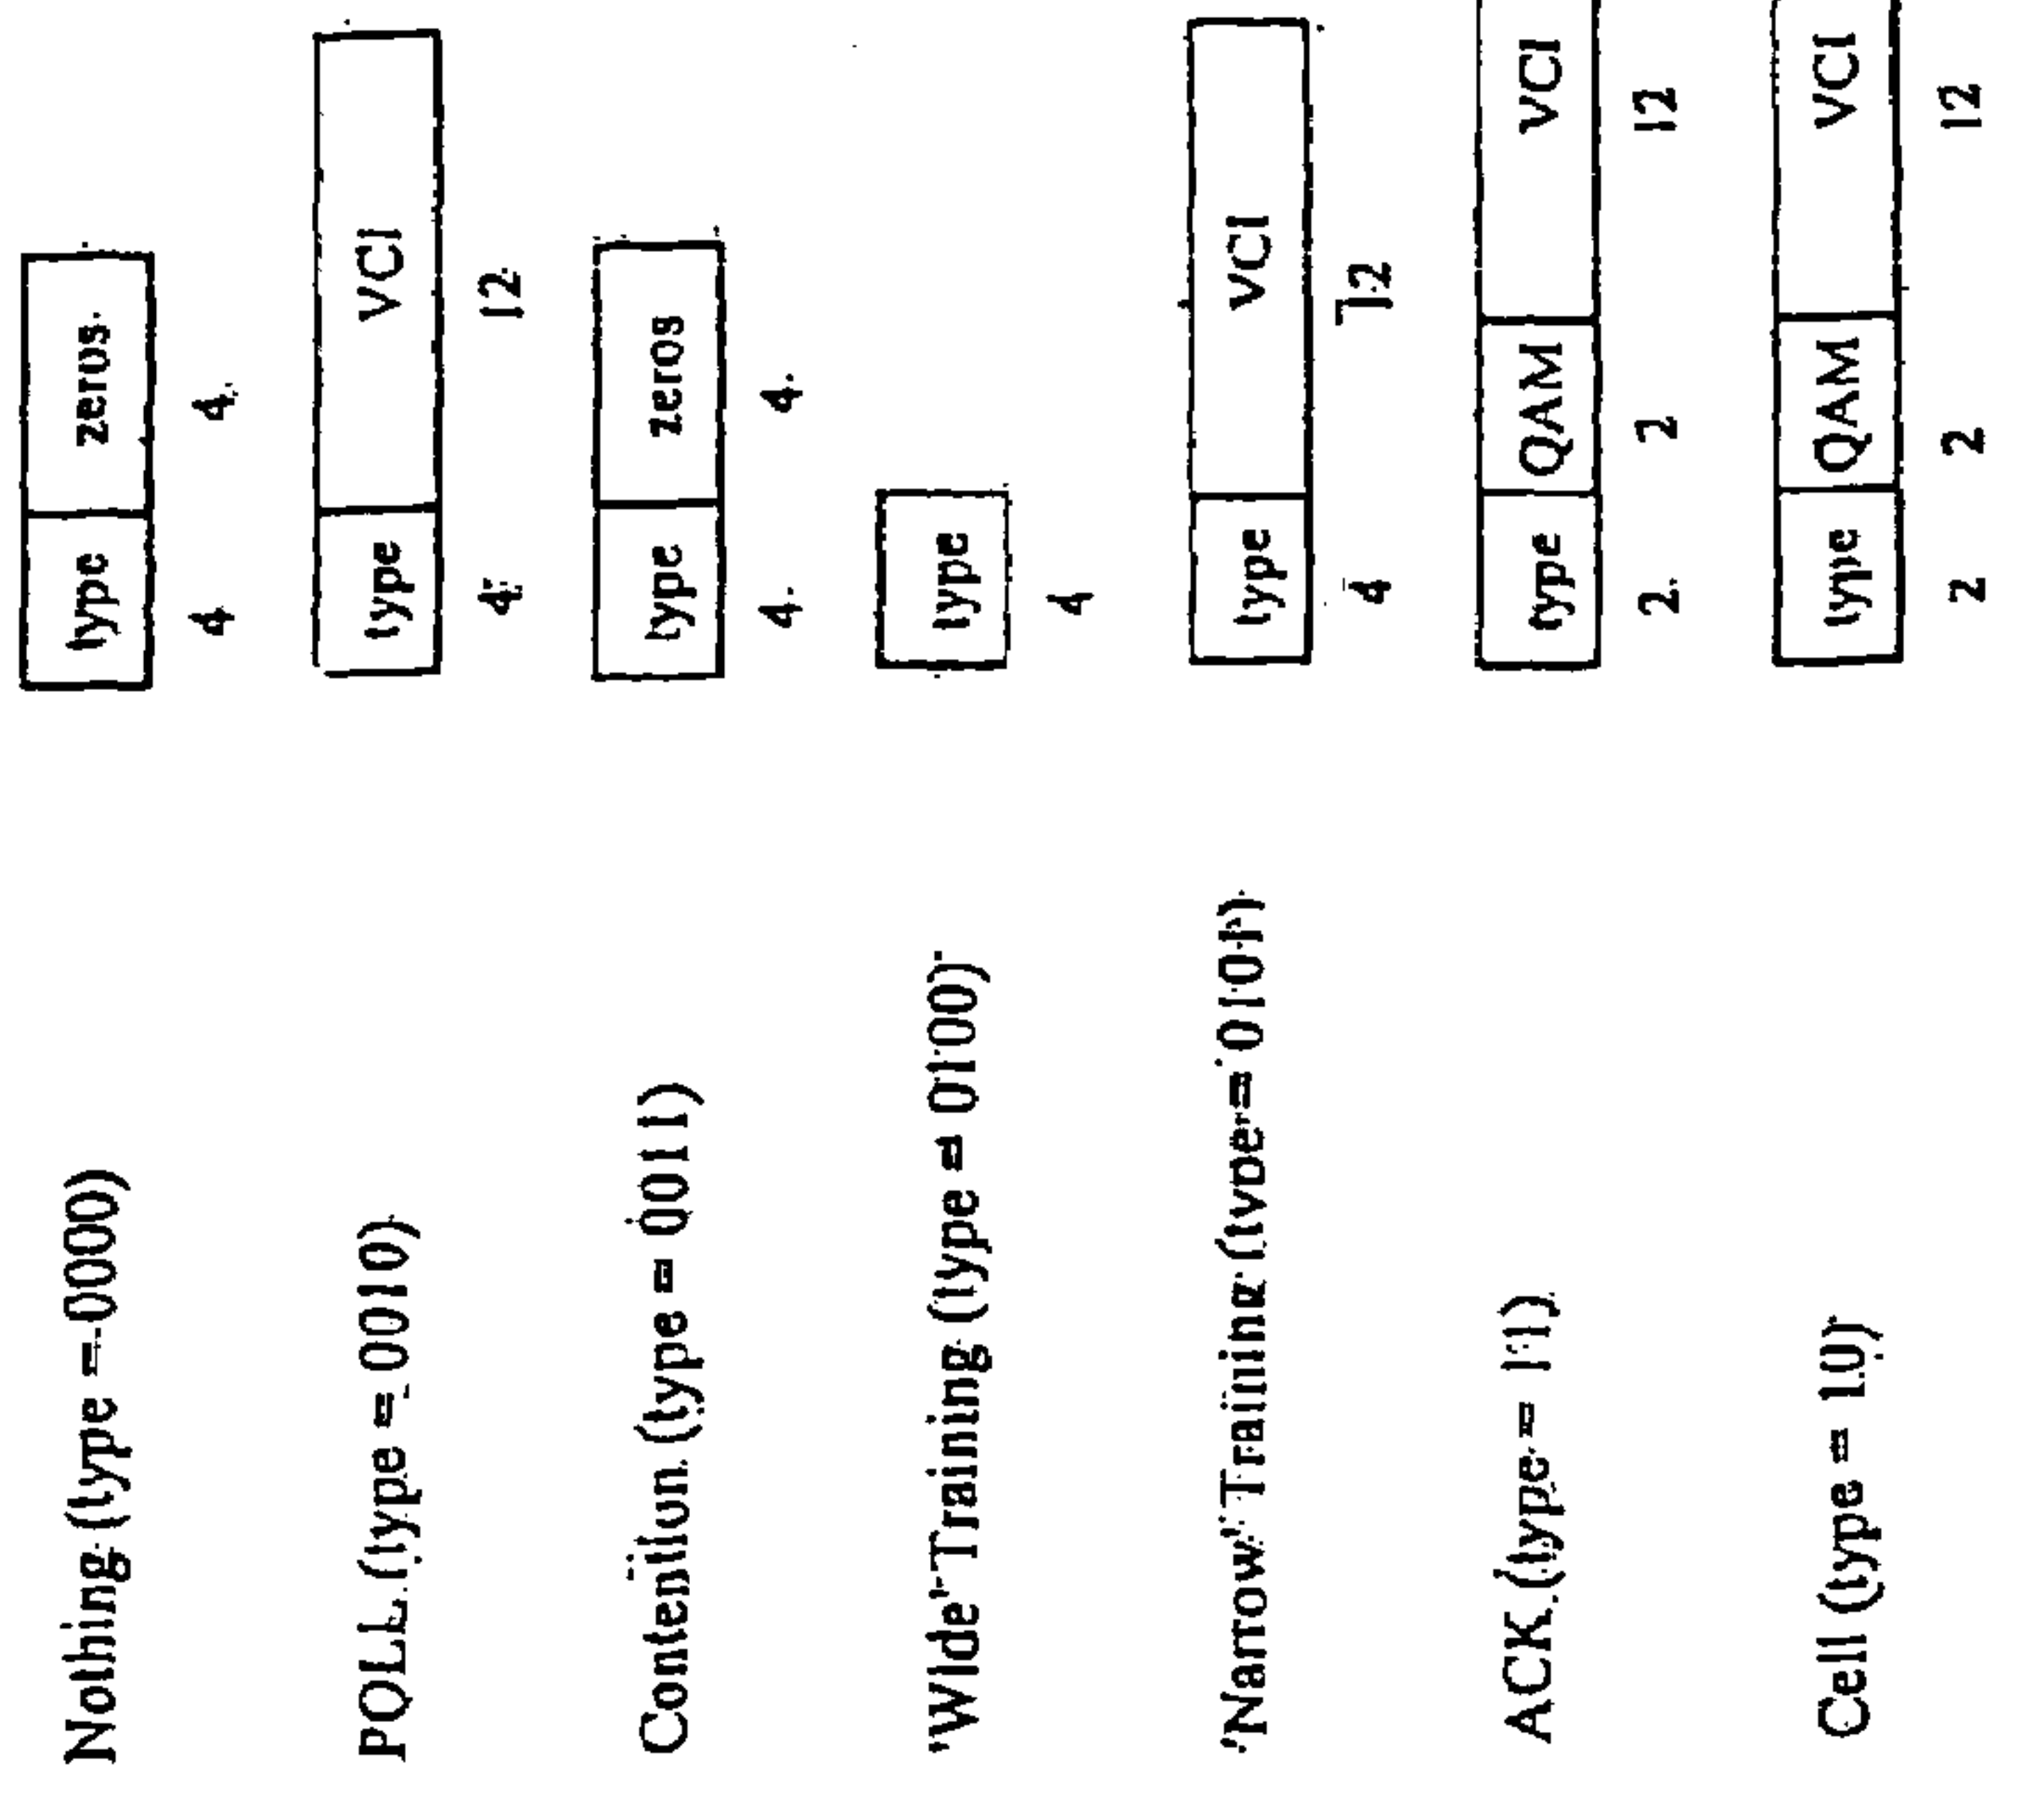 Nothing (type = 0000)
type zeros
4 4
POLL (type = 0010)
type VCI
4 12
Contention (type = 0011)
type zeros
4 4
'Wide' Training (type = 0100)
type
4
'Narrow' Training (type = 0101)
type VCI
4 12
ACK (type = 11)
type QAM VCI
2 2 12
Cell (type = 10)
type QAM VCI
2 2 12